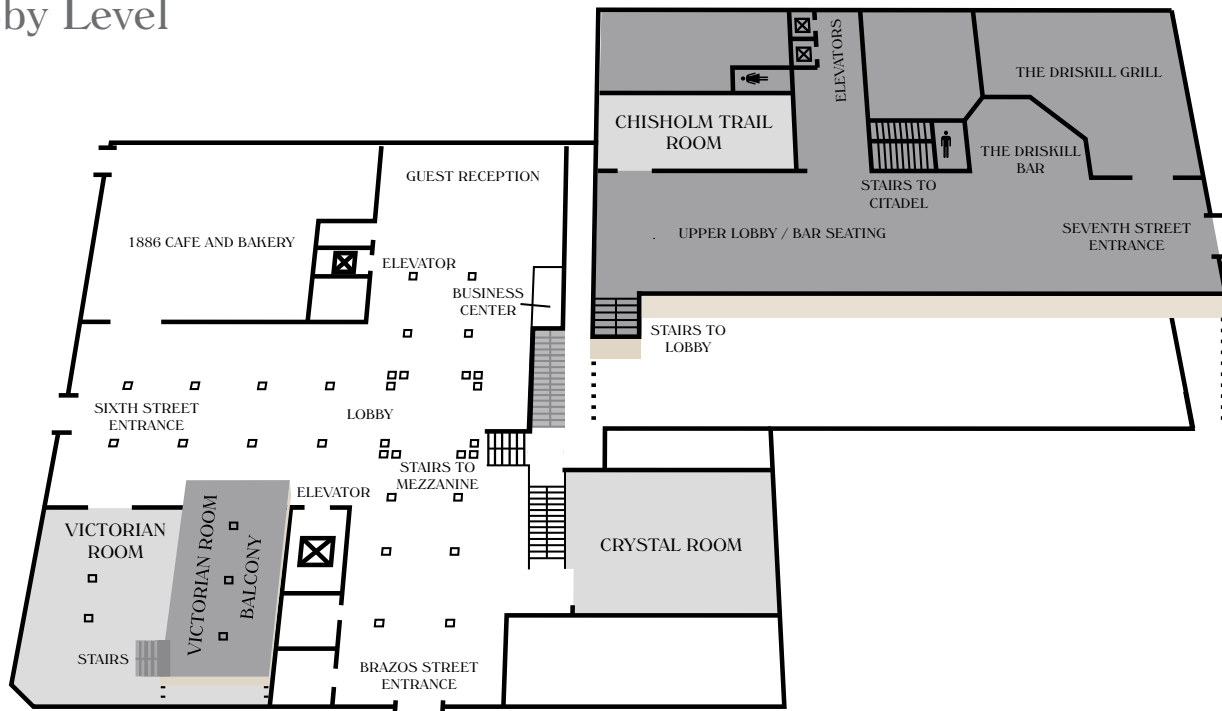 by Level
ELEVATORS
THE DRISKILL GRILL
CHISHOLM TRAIL
ROOM
THE DRISKILL
BAR
GUEST RECEPTION
STAIRS TO
CITADEL
1886 CAFE AND BAKERY
UPPER LOBBY / BAR SEATING
SEVENTH STREET
ENTRANCE
ELEVATOR
BUSINESS
CENTER
STAIRS TO
LOBBY
SIXTH STREET
ENTRANCE
LOBBY
STAIRS TO
MEZZANINE
ELEVATOR
VICTORIAN
ROOM
VICTORIAN ROOM
BALCONY
CRYSTAL ROOM
STAIRS
BRAZOS STREET
ENTRANCE